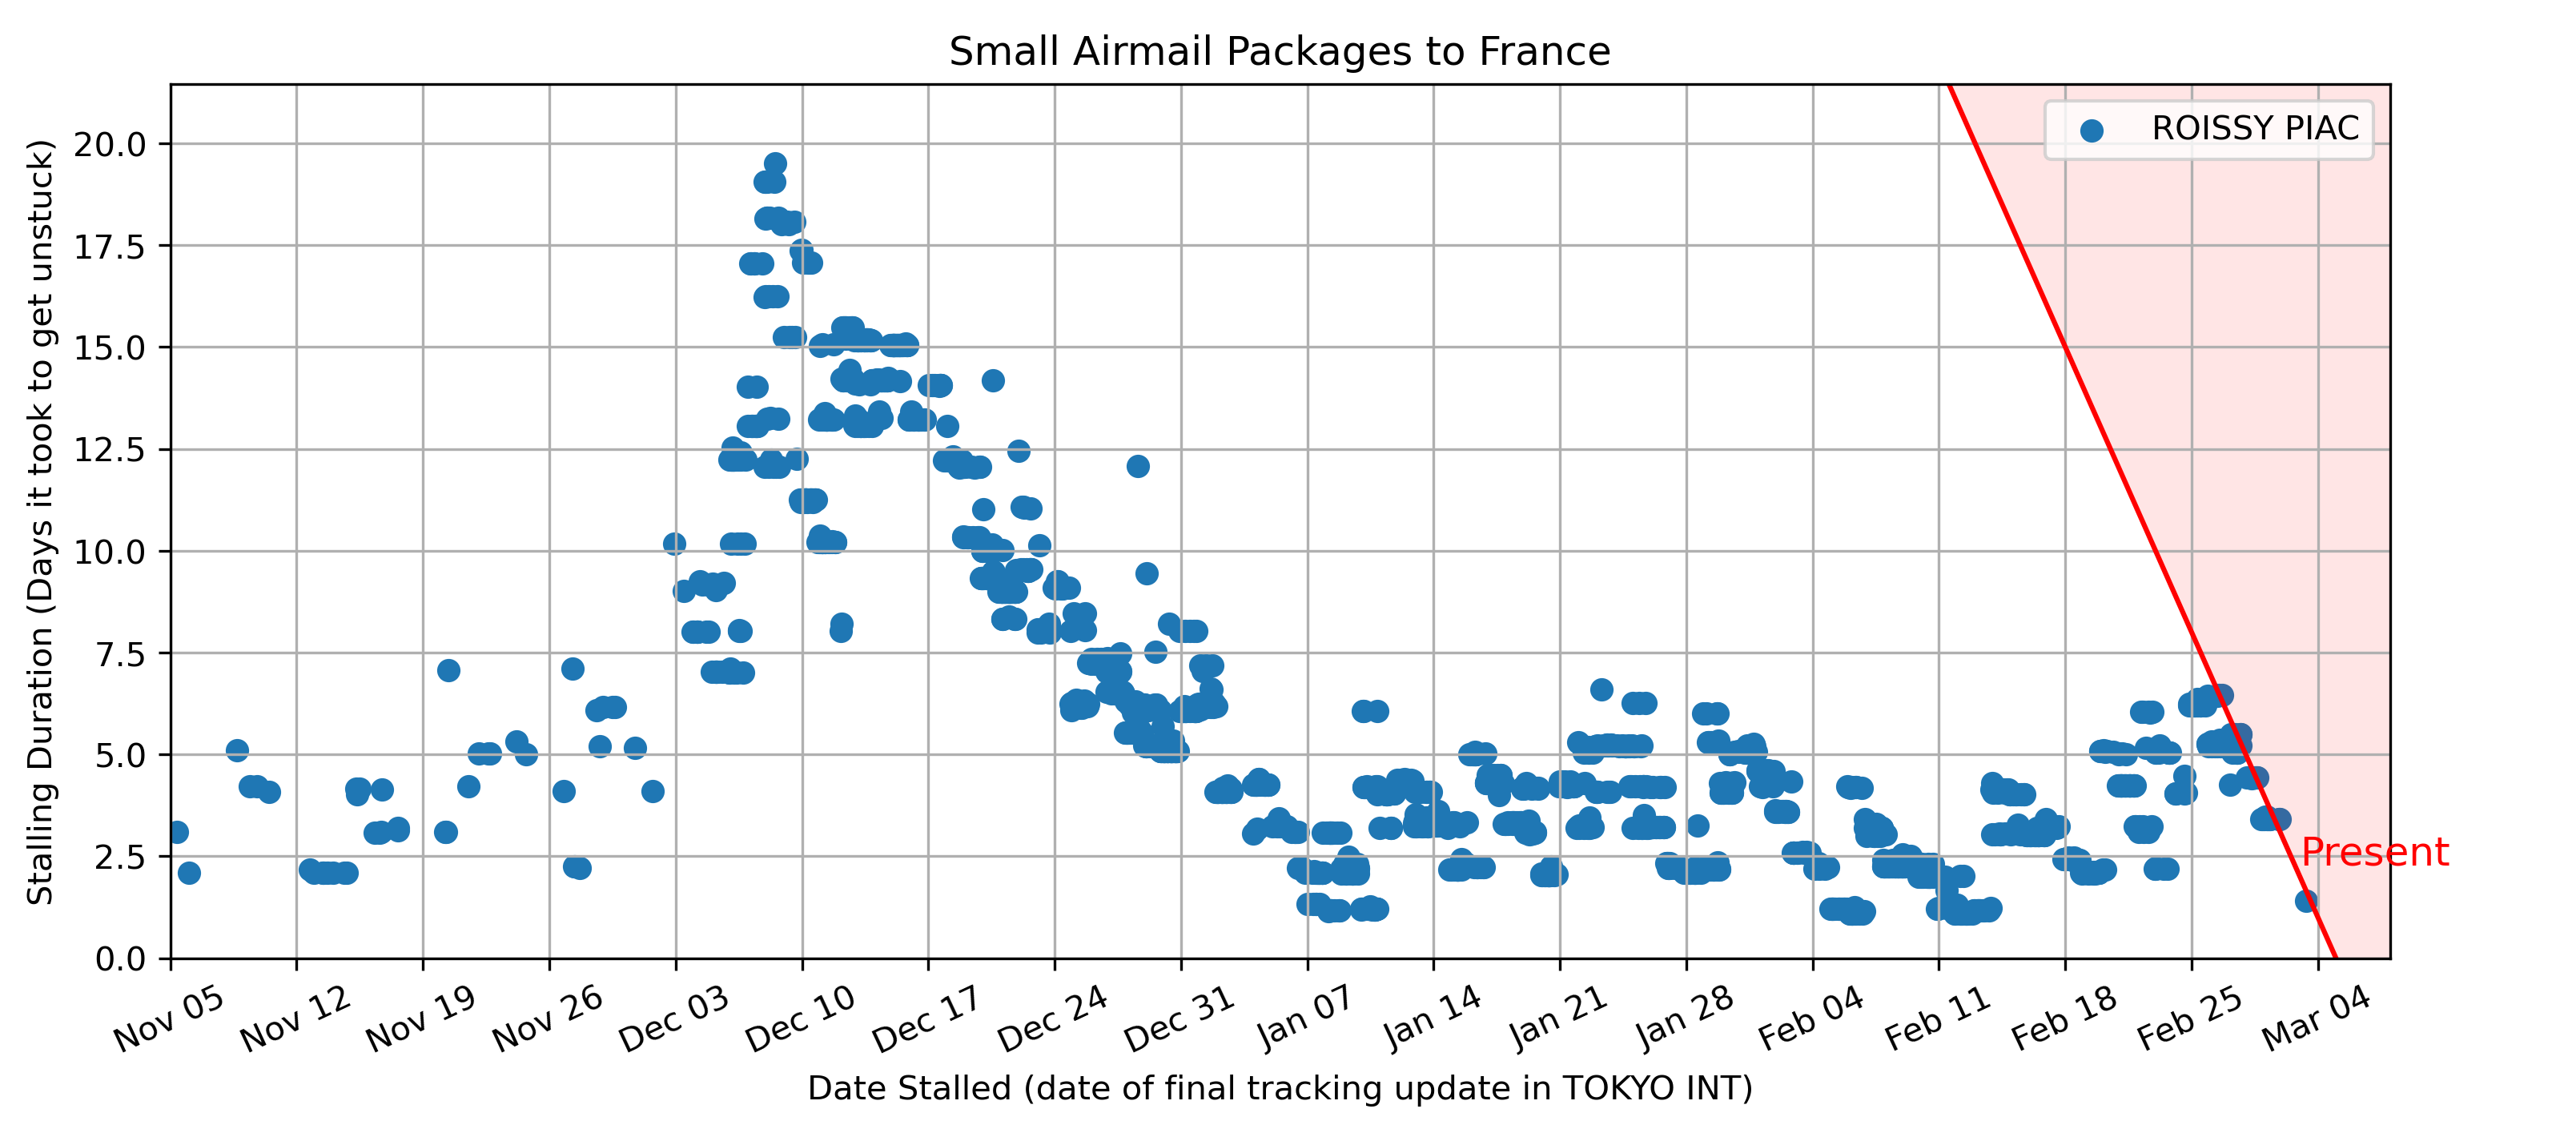 Small Airmail Packages to France
ROISSY PIAC
Stalling Duration (Days it took to get unstuck)
20.0
17.5
15.0
12.5
10.0
7.5
5.0
2.5
0.0
Present
Nov 05 Nov 12 Nov 19 Nov 26 Dec 03 Dec 10 Dec 17 Dec 24 Dec 31 Jan 07 Jan 14 Jan 21 Jan 28 Feb 04 Feb 11 Feb 18 Feb 25 Mar 04
Date Stalled (date of final tracking update in TOKYO INT)